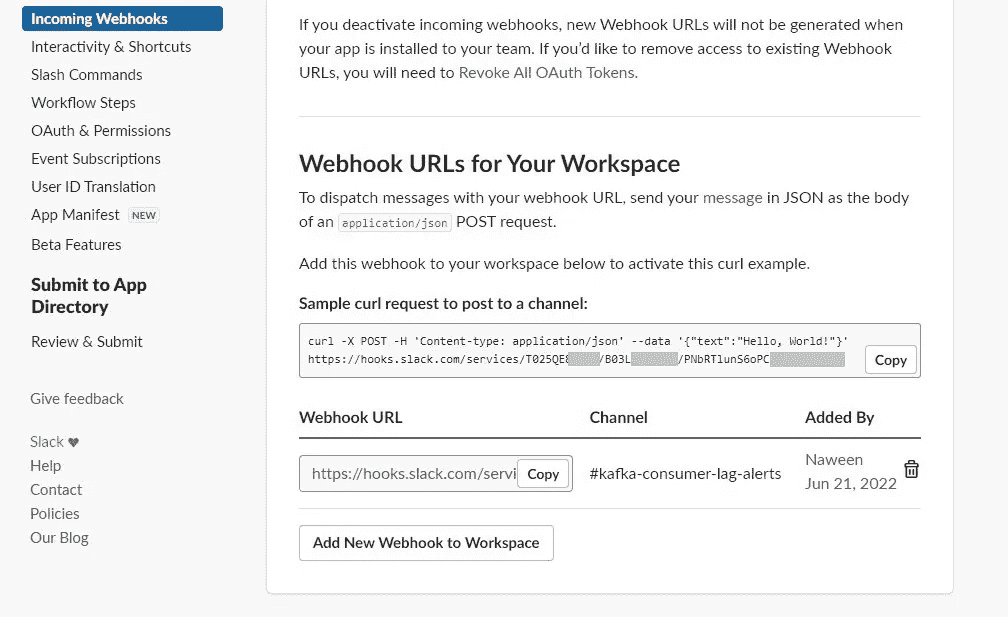 Incoming Webhooks
Interactivity & Shortcuts
Slash Commands
Workflow Steps
OAuth & Permissions
Event Subscriptions
User ID Translation
App Manifest NEW
Beta Features
Submit to App
Directory
Review & Submit
Give feedback
Slack ♥
Help
Contact
Policies
Our Blog
If you deactivate incoming webhooks, new Webhook URLs will not be generated when
your app is installed to your team. If you’d like to remove access to existing Webhook
URLs, you will need to Revoke All OAuth Tokens.
Webhook URLs for Your Workspace
To dispatch messages with your webhook URL, send your message in JSON as the body
of an application/json POST request.
Add this webhook to your workspace below to activate this curl example.
Sample curl request to post to a channel:
curl -X POST -H 'Content-type: application/json' --data '{"text":"Hello, World!"}'
https://hooks.slack.com/services/T025QE /B03L /PNbRTlunS6oPC
Copy
Webhook URL Channel Added By
https://hooks.slack.com/servi Copy #kafka-consumer-lag-alerts Naween
Jun 21, 2022
Add New Webhook to Workspace